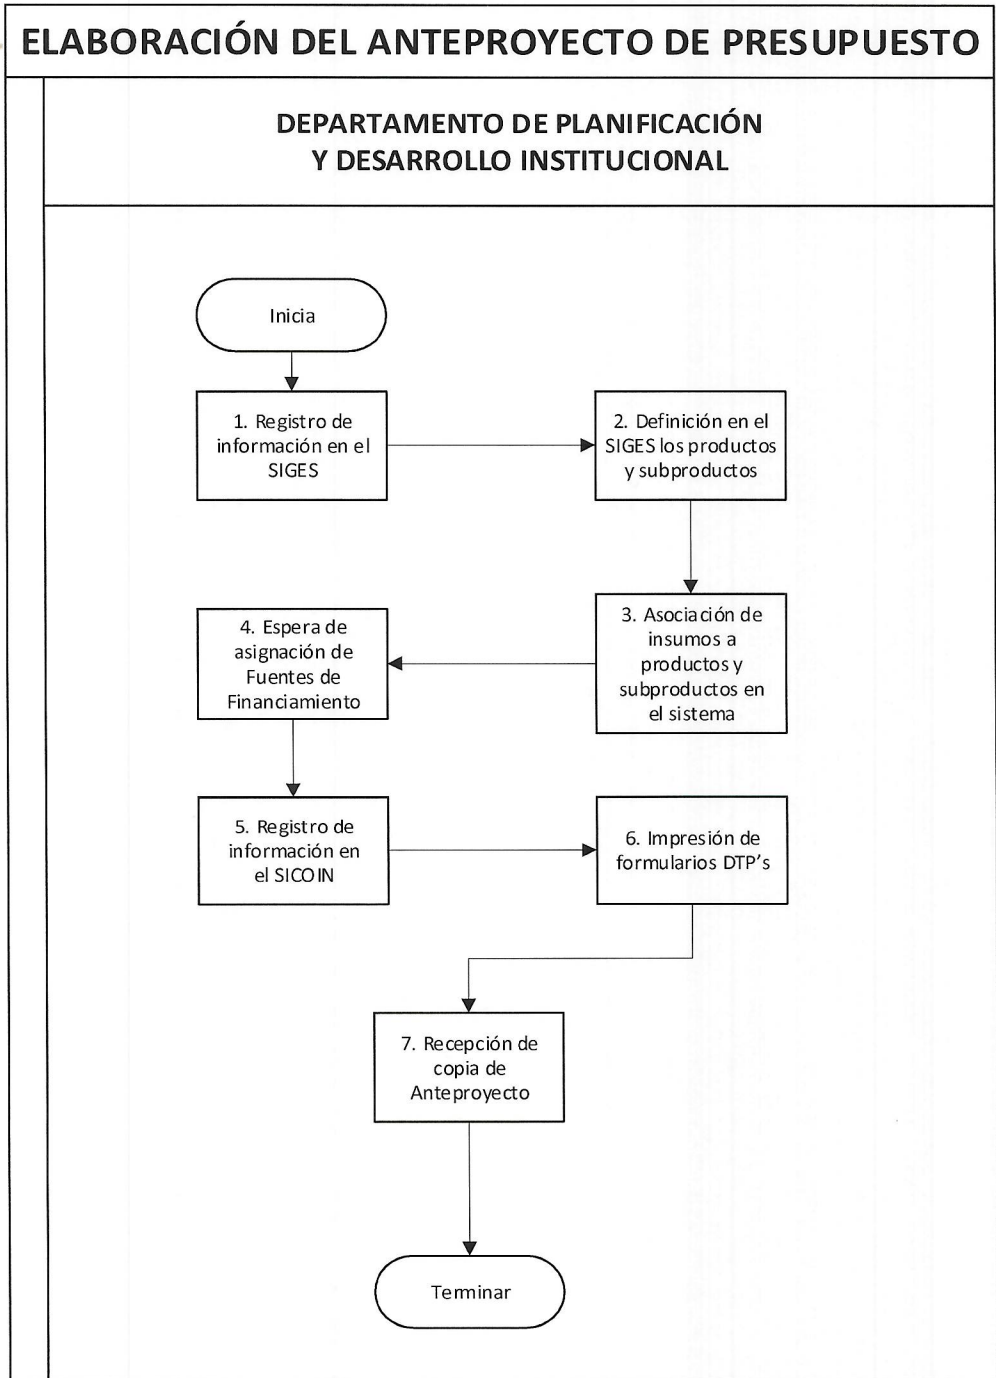 ELABORACIÓN DEL ANTEPROYECTO DE PRESUPUESTO
DEPARTAMENTO DE PLANIFICACIÓN
Y DESARROLLO INSTITUCIONAL
Inicia
1. Registro de
información en el
SIGES
2. Definición en el
SIGES los productos
y subproductos
3. Asociación de
insumos a
productos y
subproductos en
el sistema
4. Espera de
asignación de
Fuentes de
Financiamiento
5. Registro de
información en
el SICOIN
6. Impresión de
formularios DTP’s
7. Recepción de
copia de
Anteproyecto
Terminar